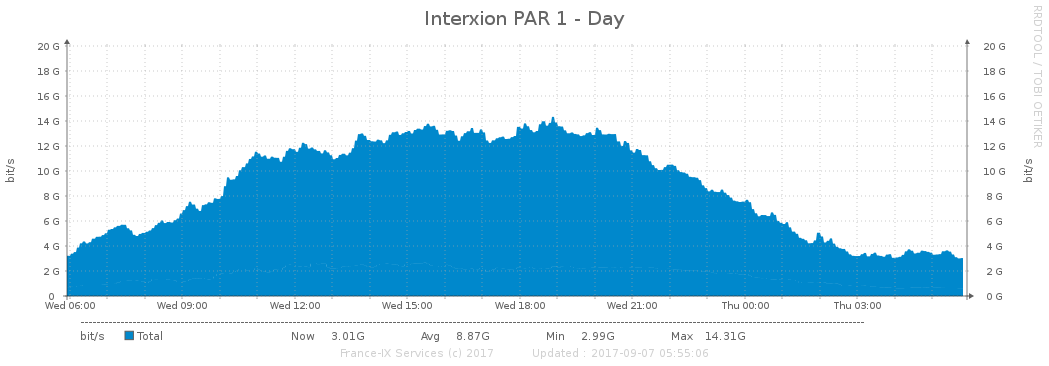 Interxion PAR 1 - Day
RRDTOOL / TOBI OETIKER
20 G 20 G
18 G 18 G
16 G 16 G
14 G 14 G
12 G 12 G
10 G 10 G
8 G 8 G
6 G 6 G
4 G 4 G
2 G 2 G
0 0 G
bit/s bit/s
Wed 06:00 Wed 09:00 Wed 12:00 Wed 15:00 Wed 18:00 Wed 21:00 Thu 00:00 Thu 03:00
bit/s Total Now 3.01G Avg 8.87G Min 2.99G Max 14.31G
France-IX Services (c) 2017 Updated : 2017-09-07 05:55:06